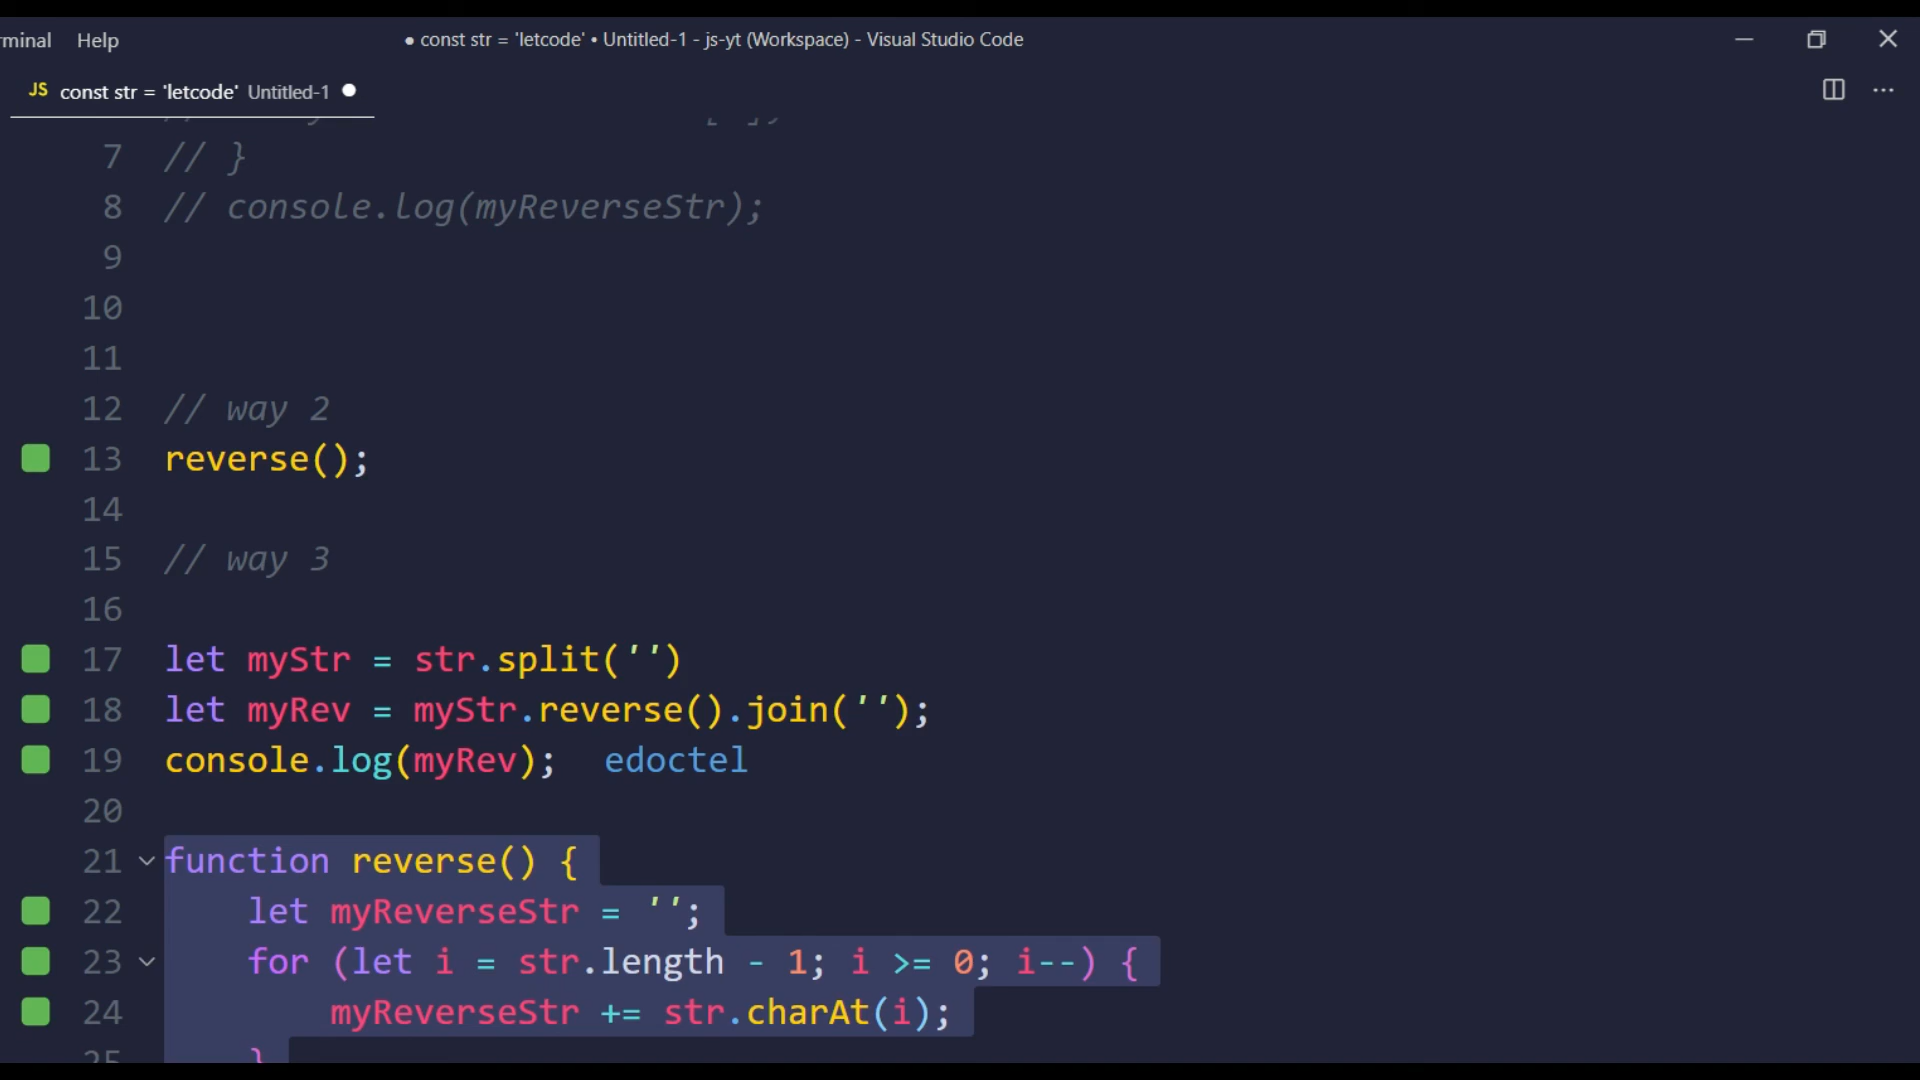 minal Help ● const str = 'letcode' • Untitled-1 - js-yt (Workspace) - Visual Studio Code
JS const str = 'letcode' Untitled-1
7 // }
8 // console.log(myReverseStr);
9
10
11
12 // way 2
13 reverse();
14
15 // way 3
16
17 let myStr = str.split('')
18 let myRev = myStr.reverse().join('');
19 console.log(myRev); edoctel
20
21 function reverse() {
22 let myReverseStr = '';
23 for (let i = str.length - 1; i >= 0; i--) {
24 myReverseStr += str.charAt(i);
25 }